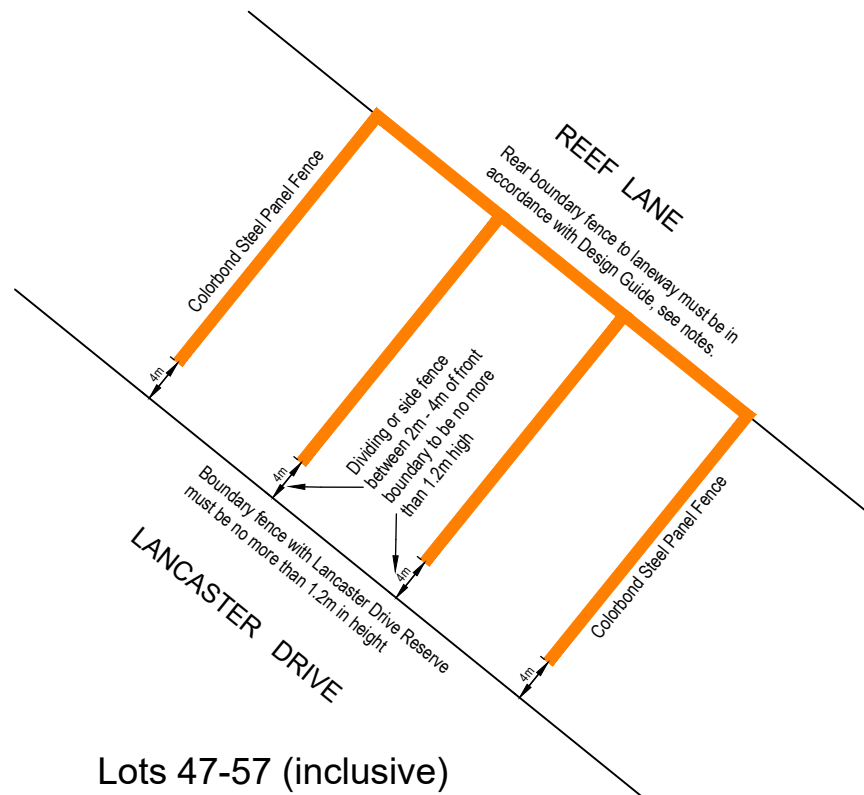 REEF LANE
Rear boundary fence to laneway must be in
accordance with Design Guide, see notes.
Colorbond Steel Panel Fence
4m
Dividing or side fence
between 2m - 4m of front
boundary to be no more
than 1.2m high
4m
4m
Colorbond Steel Panel Fence
4m
Boundary fence with Lancaster Drive Reserve
must be no more than 1.2m in height
LANCASTER DRIVE
Lots 47-57 (inclusive)